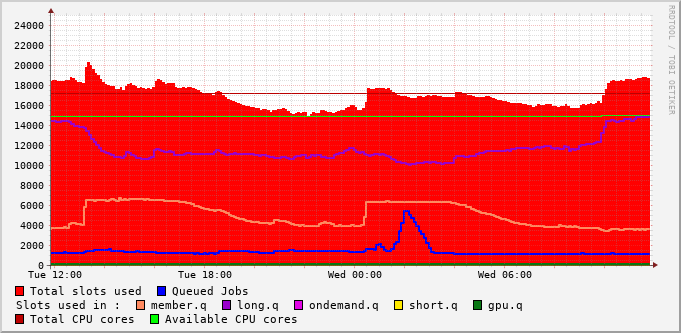 24000
22000
20000
18000
16000
14000
12000
10000
8000
6000
4000
2000
0
Tue 12:00 Tue 18:00 Wed 00:00 Wed 06:00
Total slots used Queued Jobs
Slots used in : member.q long.q ondemand.q short.q gpu.q
Total CPU cores Available CPU cores
RRDTOOL / TOBI OETIKER